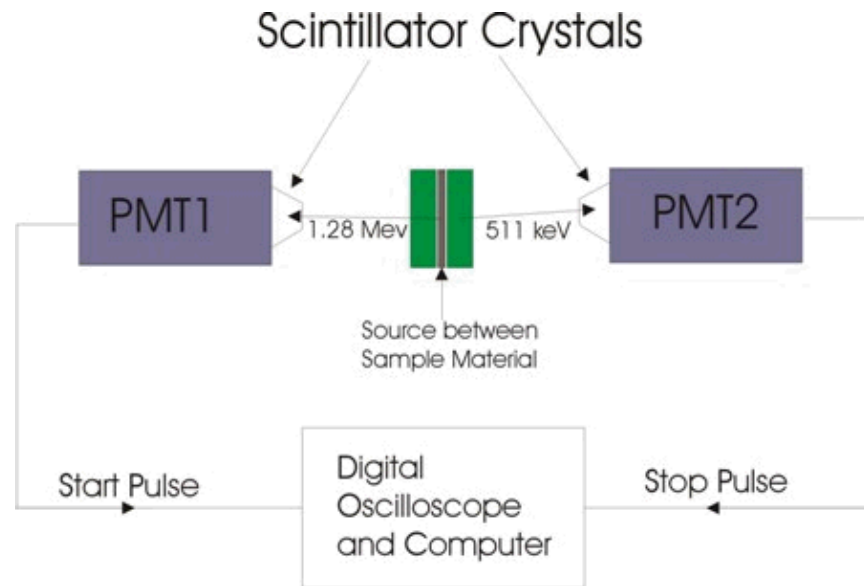 Scintillator Crystals
PMT1
1.28 Mev
511 keV
PMT2
Source between
Sample Material
Start Pulse
Digital
Oscilloscope
and Computer
Stop Pulse